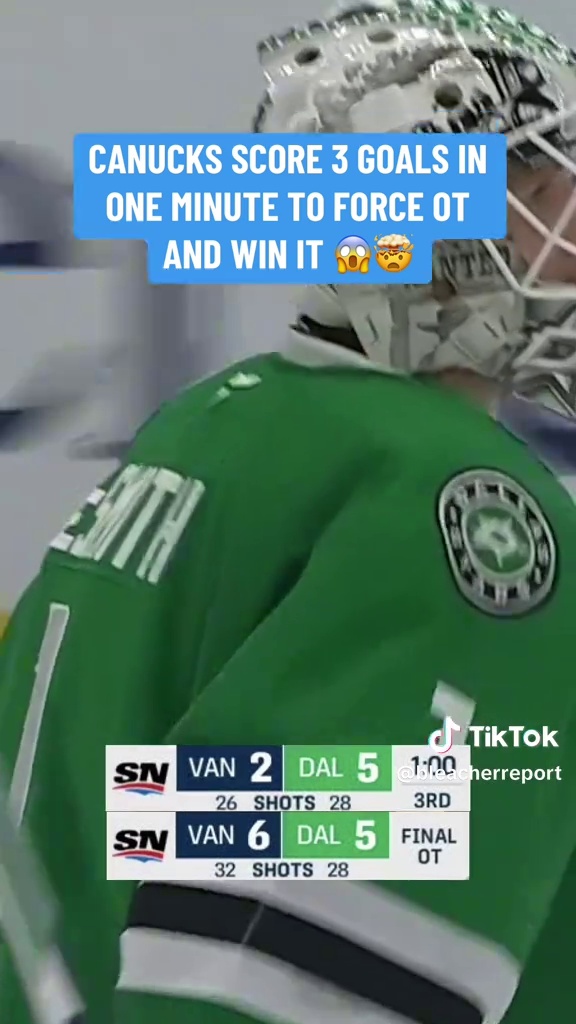 CANUCKS SCORE 3 GOALS IN
ONE MINUTE TO FORCE OT
AND WIN IT 😱🤯
SN VAN 2 DAL 5 1:00
26 SHOTS 28 3RD
SN VAN 6 DAL 5 FINAL
OT
32 SHOTS 28
TikTok
@bleacherreport